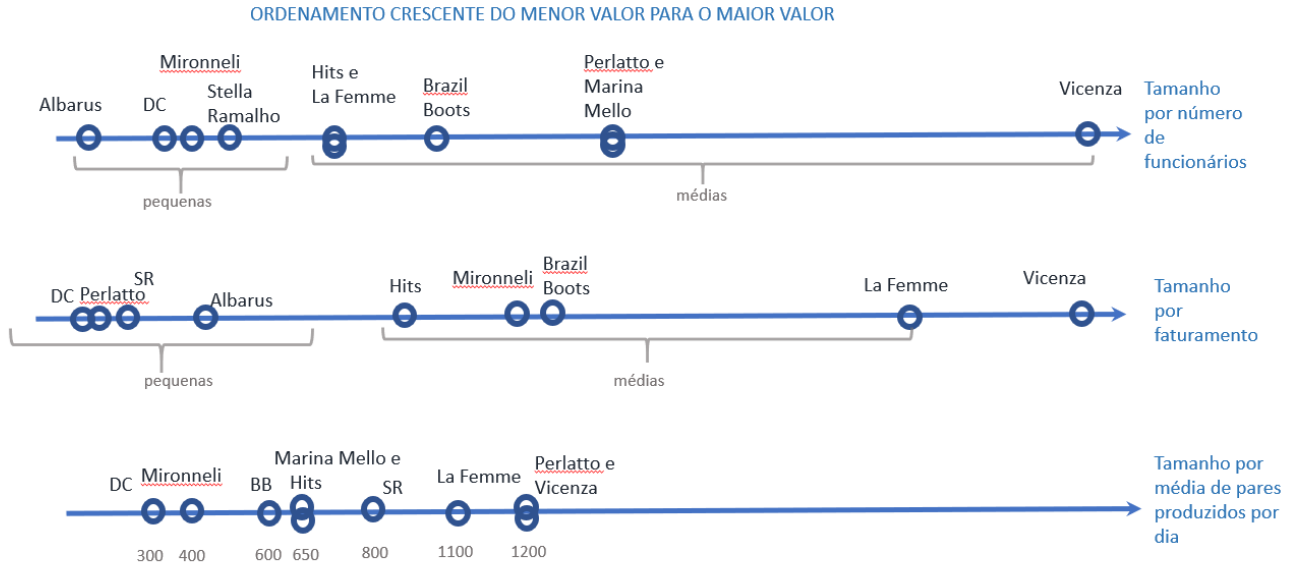 ORDENAMENTO CRESCENTE DO MENOR VALOR PARA O MAIOR VALOR
Albarus
DC
Mironneli
Stella
Ramalho
Hits e
La Femme
Brazil
Boots
Perlatto e
Marina
Mello
Vicenza
Tamanho
por número
de
funcionários
pequenas
médias
DC
Perlatto
SR
Albarus
Hits
Mironneli
Brazil
Boots
La Femme
Vicenza
Tamanho
por
faturamento
pequenas
médias
DC
Mironneli
BB
Marina Mello e
Hits
SR
La Femme
Perlatto e
Vicenza
Tamanho por
média de pares
produzidos por
dia
300
400
600
650
800
1100
1200